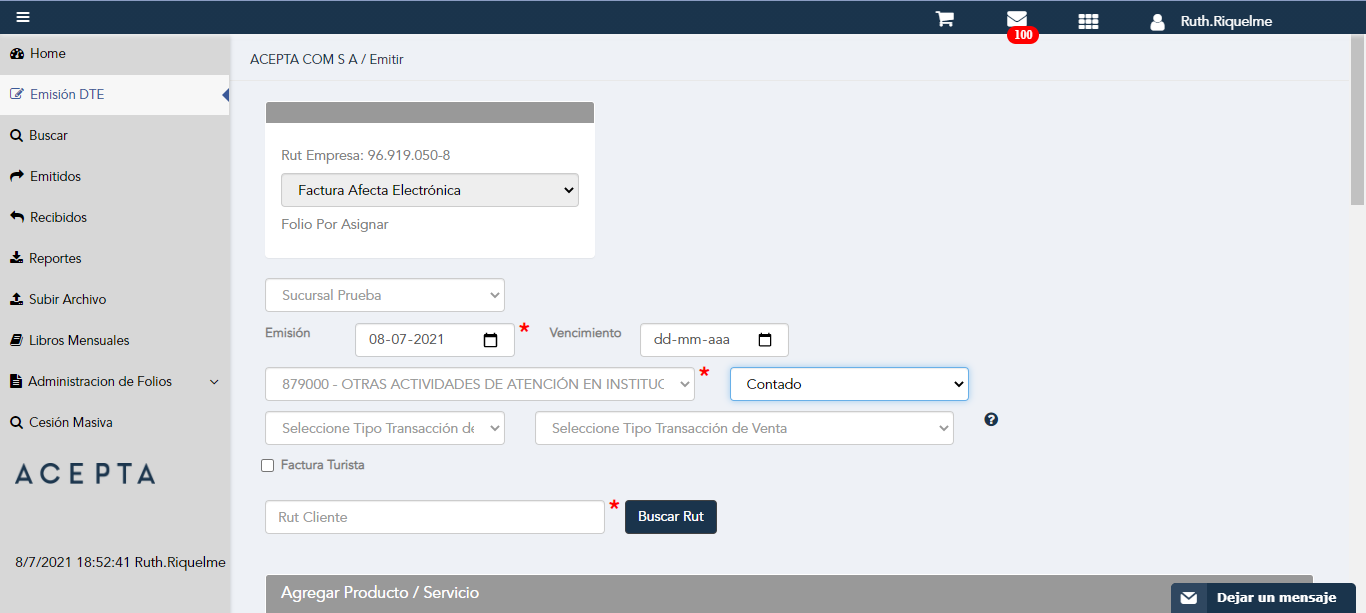 100
Ruth.Riquelme
Home
Emisión DTE
Buscar
Emitidos
Recibidos
Reportes
Subir Archivo
Libros Mensuales
Administracion de Folios
Cesión Masiva
ACEPTA
8/7/2021 18:52:41 Ruth.Riquelme
ACEPTA COM S A / Emitir
Rut Empresa: 96.919.050-8
Factura Afecta Electrónica
Folio Por Asignar
Sucursal Prueba
Emisión 08-07-2021 * Vencimiento dd-mm-aaa
879000 - OTRAS ACTIVIDADES DE ATENCIÓN EN INSTITUC * Contado
Seleccione Tipo Transacción de Seleccione Tipo Transacción de Venta ?
Factura Turista
Rut Cliente * Buscar Rut
Agregar Producto / Servicio
Dejar un mensaje